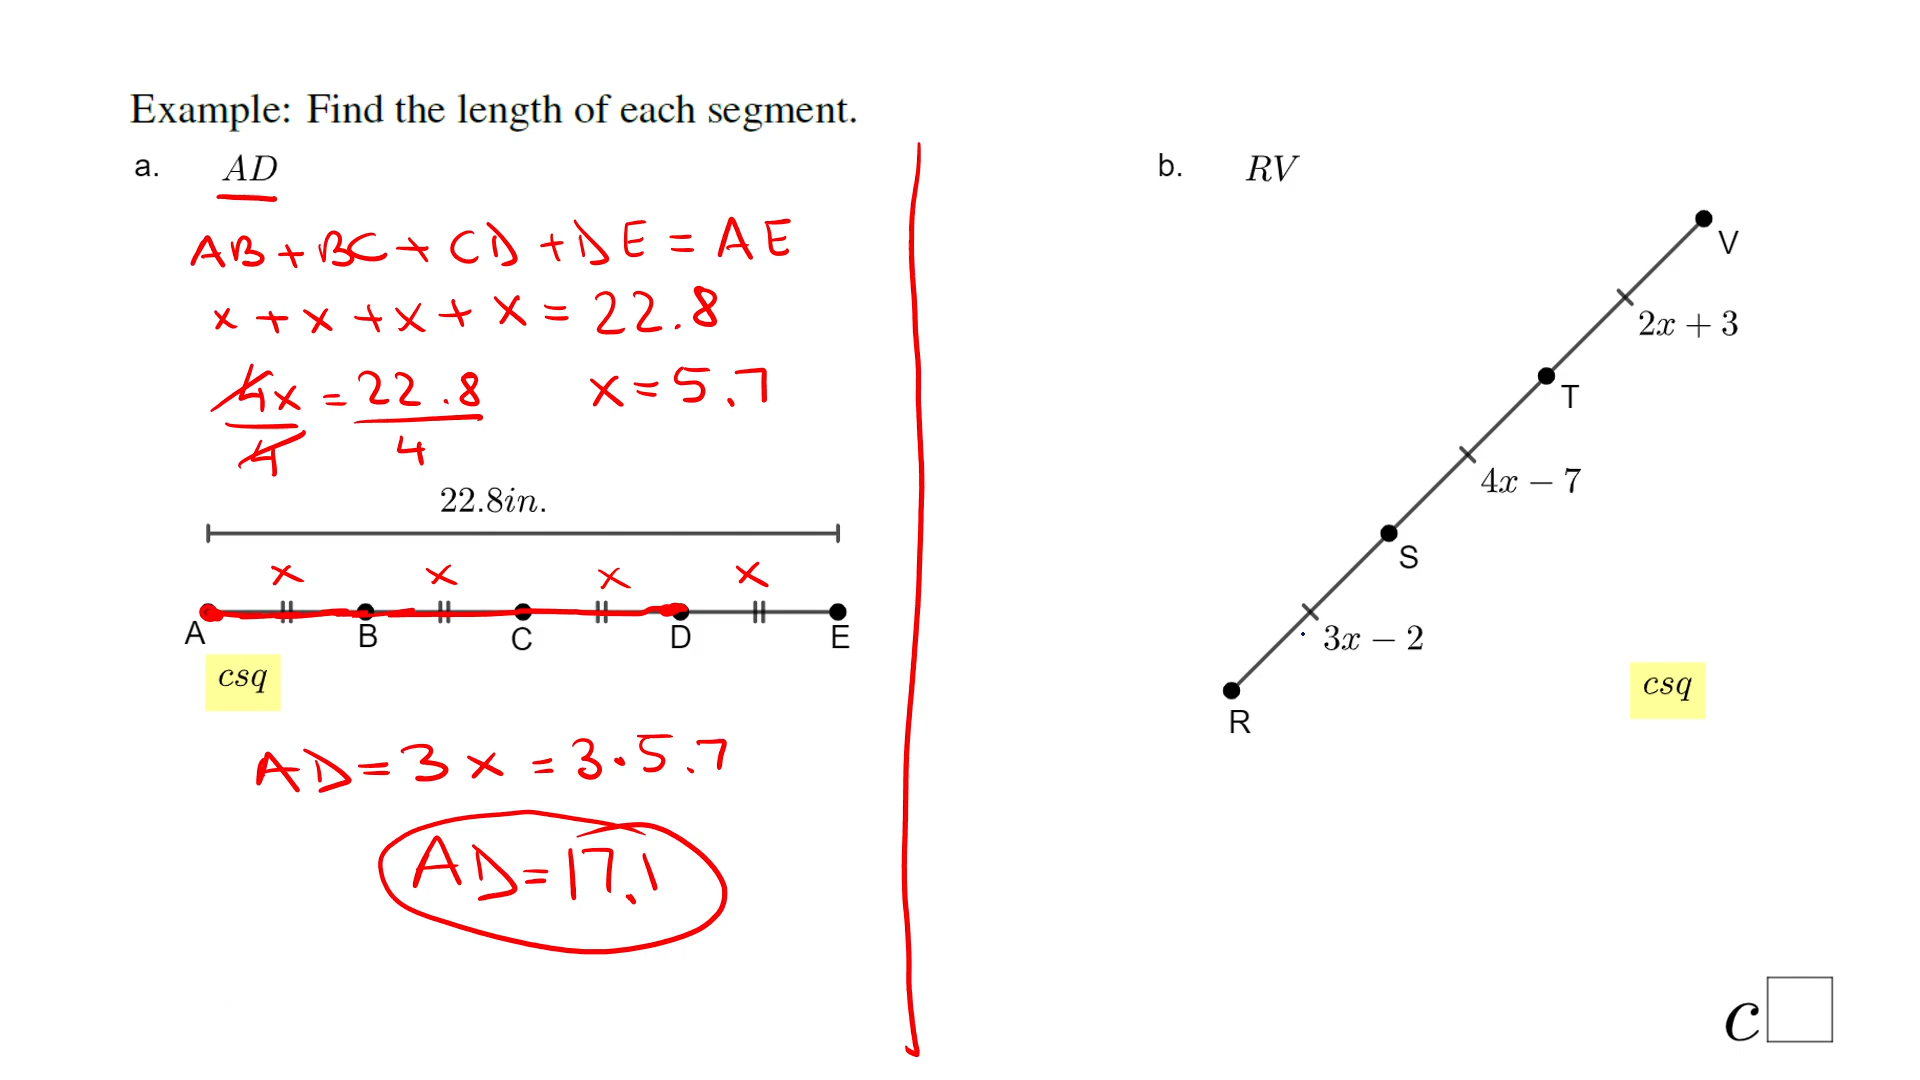 Example: Find the length of each segment.
a. AD
AB + BC + CD + DE = AE
x + x + x + x = 22.8
4x = 22.8 x = 5.7
4 4
22.8in.
x x x x
A B C D E
csq
AD = 3x = 3·5.7
AD = 17.1
b. RV
V
2x + 3
T
4x − 7
S
3x − 2
R
csq
c